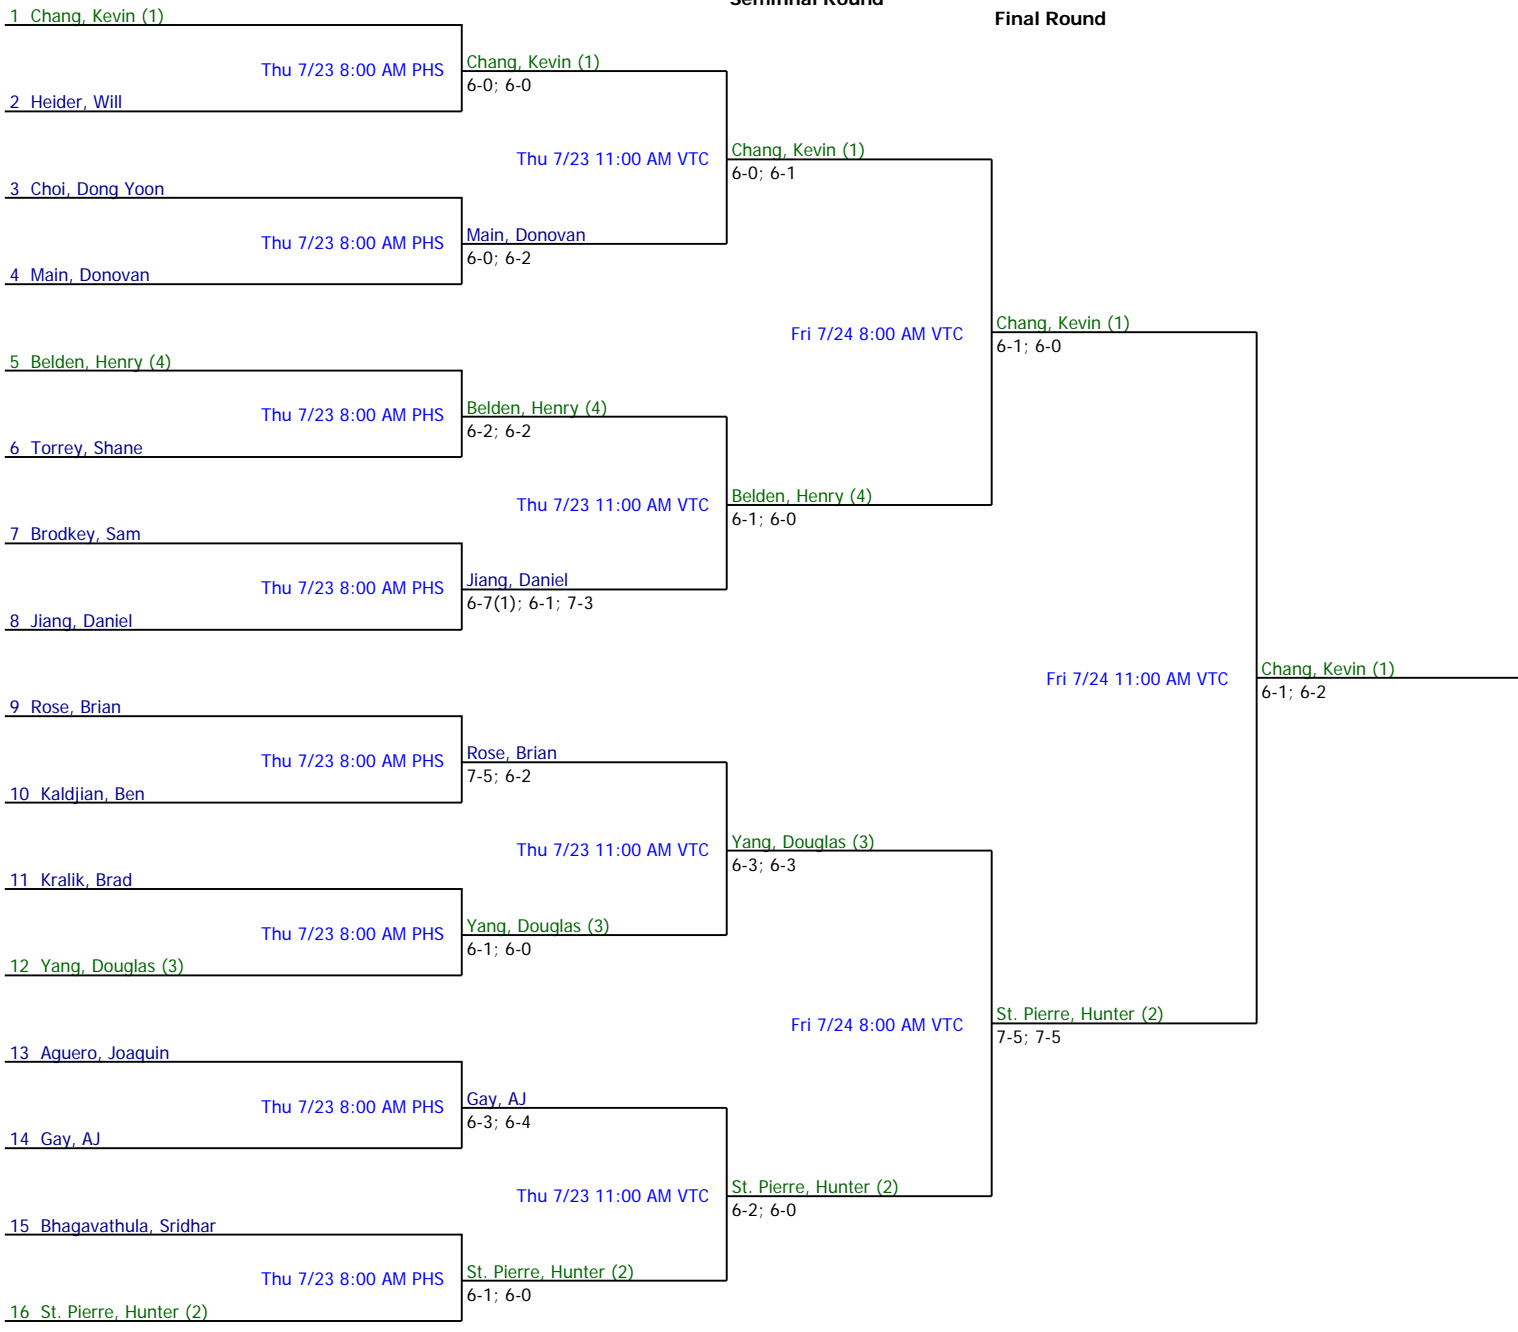 Semifinal Round
Final Round
1 Chang, Kevin (1)
Thu 7/23 8:00 AM PHS
Chang, Kevin (1)
6-0; 6-0
2 Heider, Will
Thu 7/23 11:00 AM VTC
Chang, Kevin (1)
6-0; 6-1
3 Choi, Dong Yoon
Thu 7/23 8:00 AM PHS
Main, Donovan
6-0; 6-2
4 Main, Donovan
Fri 7/24 8:00 AM VTC
Chang, Kevin (1)
6-1; 6-0
5 Belden, Henry (4)
Thu 7/23 8:00 AM PHS
Belden, Henry (4)
6-2; 6-2
6 Torrey, Shane
Thu 7/23 11:00 AM VTC
Belden, Henry (4)
6-1; 6-0
7 Brodkey, Sam
Thu 7/23 8:00 AM PHS
Jiang, Daniel
6-7(1); 6-1; 7-3
8 Jiang, Daniel
Fri 7/24 11:00 AM VTC
Chang, Kevin (1)
6-1; 6-2
9 Rose, Brian
Thu 7/23 8:00 AM PHS
Rose, Brian
7-5; 6-2
10 Kaldjian, Ben
Thu 7/23 11:00 AM VTC
Yang, Douglas (3)
6-3; 6-3
11 Kralik, Brad
Thu 7/23 8:00 AM PHS
Yang, Douglas (3)
6-1; 6-0
12 Yang, Douglas (3)
Fri 7/24 8:00 AM VTC
St. Pierre, Hunter (2)
7-5; 7-5
13 Aguero, Joaquin
Thu 7/23 8:00 AM PHS
Gay, AJ
6-3; 6-4
14 Gay, AJ
Thu 7/23 11:00 AM VTC
St. Pierre, Hunter (2)
6-2; 6-0
15 Bhagavathula, Sridhar
Thu 7/23 8:00 AM PHS
St. Pierre, Hunter (2)
6-1; 6-0
16 St. Pierre, Hunter (2)